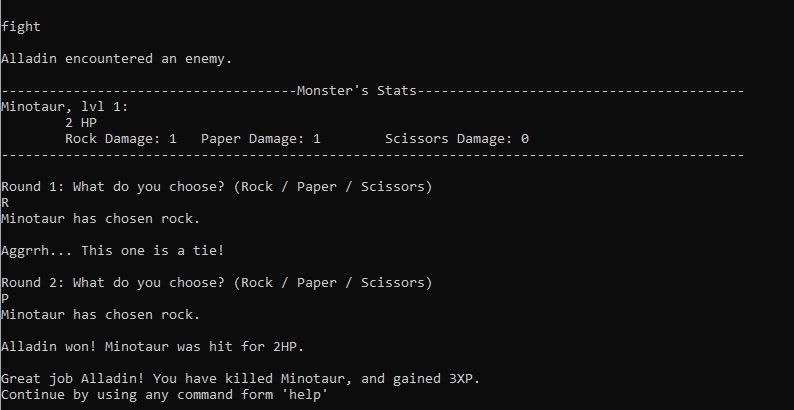 fight
Alladin encountered an enemy.
-------------------------------------Monster's Stats-----------------------------------------
Minotaur, lvl 1:
2 HP
Rock Damage: 1   Paper Damage: 1        Scissors Damage: 0
---------------------------------------------------------------------------------------------
Round 1: What do you choose? (Rock / Paper / Scissors)
R
Minotaur has chosen rock.
Aggrrh... This one is a tie!
Round 2: What do you choose? (Rock / Paper / Scissors)
P
Minotaur has chosen rock.
Alladin won! Minotaur was hit for 2HP.
Great job Alladin! You have killed Minotaur, and gained 3XP.
Continue by using any command form 'help'